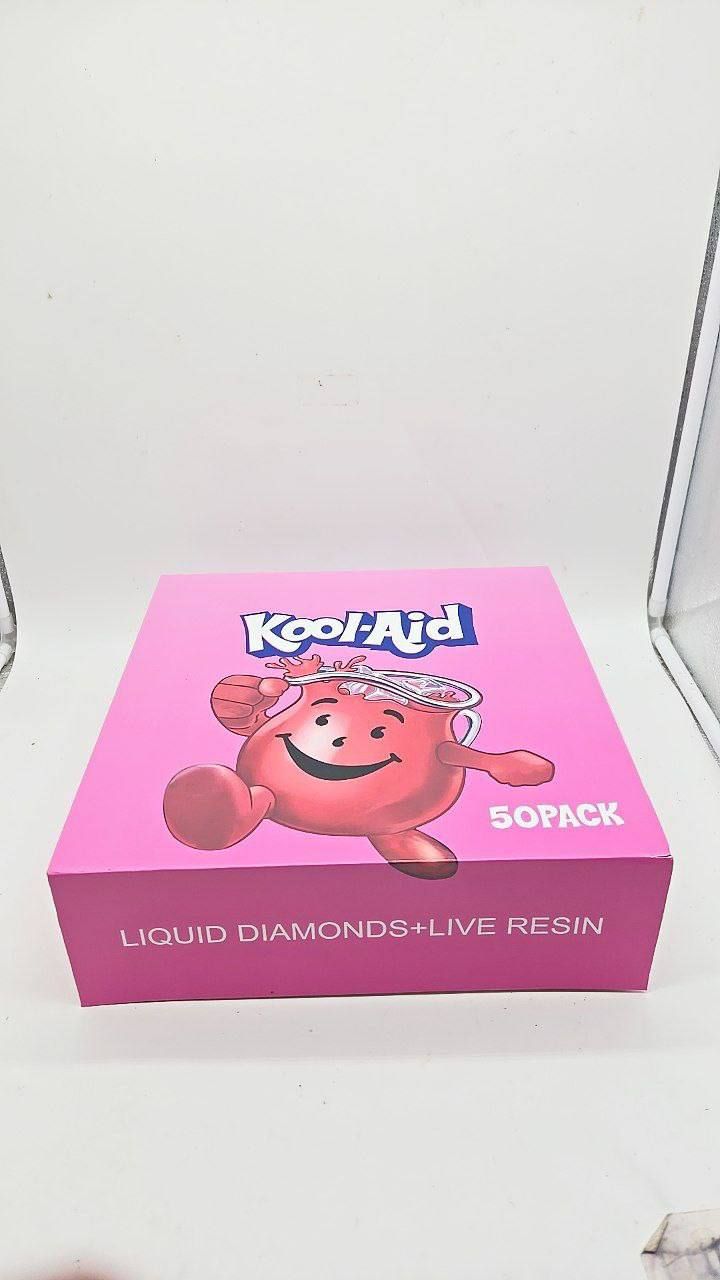 Kool-Aid
50PACK
LIQUID DIAMONDS+LIVE RESIN